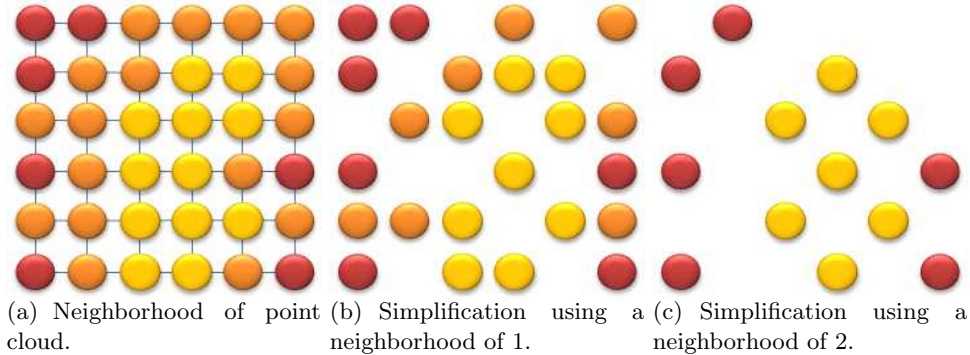 (a) Neighborhood of point cloud.
(b) Simplification using a neighborhood of 1.
(c) Simplification using a neighborhood of 2.